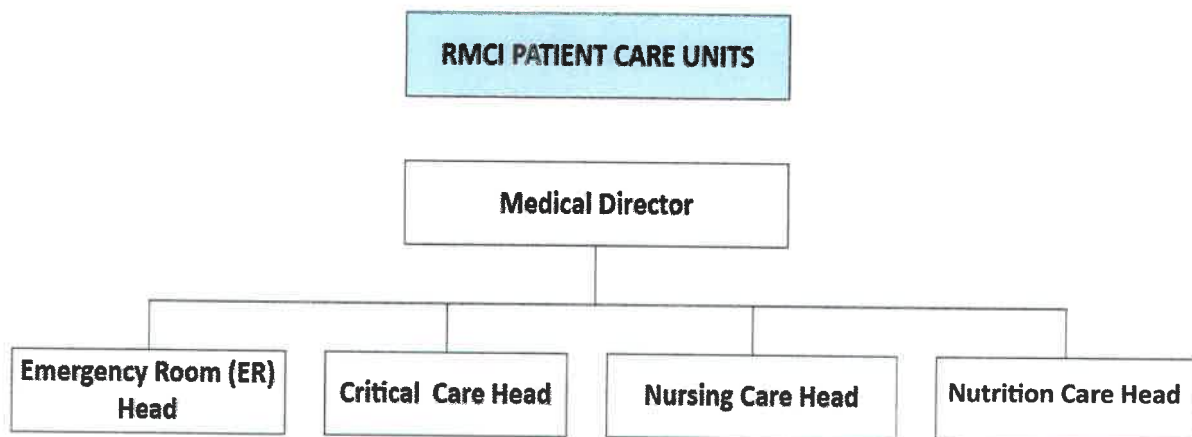 RMCI PATIENT CARE UNITS
Medical Director
Emergency Room (ER)
Head
Critical Care Head
Nursing Care Head
Nutrition Care Head